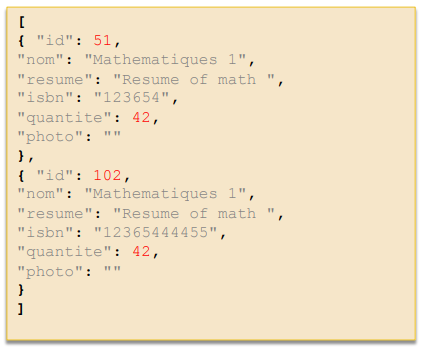 [
{ "id": 51,
"nom": "Mathematiques 1",
"resume": "Resume of math ",
"isbn": "123654",
"quantite": 42,
"photo": ""
},
{ "id": 102,
"nom": "Mathematiques 1",
"resume": "Resume of math ",
"isbn": "12365444455",
"quantite": 42,
"photo": ""
}
]